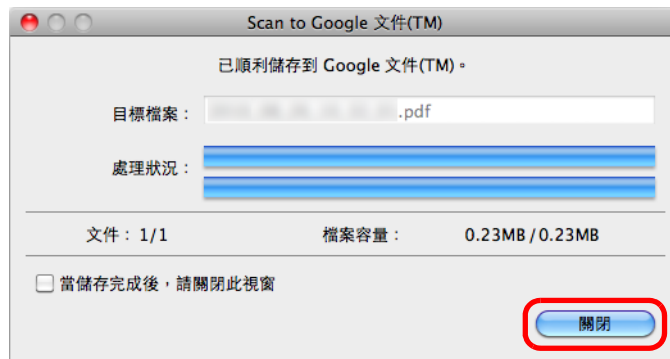 Scan to Google 文件(TM)
已順利儲存到 Google 文件(TM)。
目標檔案： .pdf
處理狀況：
文件：1/1 檔案容量： 0.23MB/0.23MB
當儲存完成後，請關閉此視窗
關閉